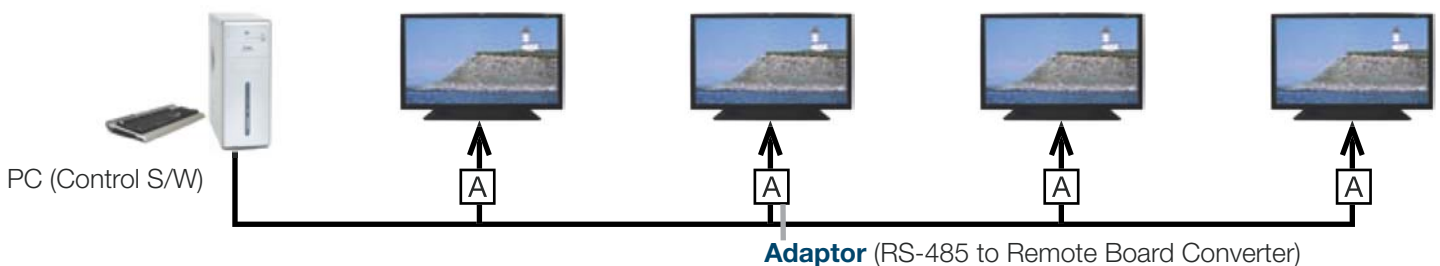 PC (Control S/W)
A A A A
Adaptor (RS-485 to Remote Board Converter)